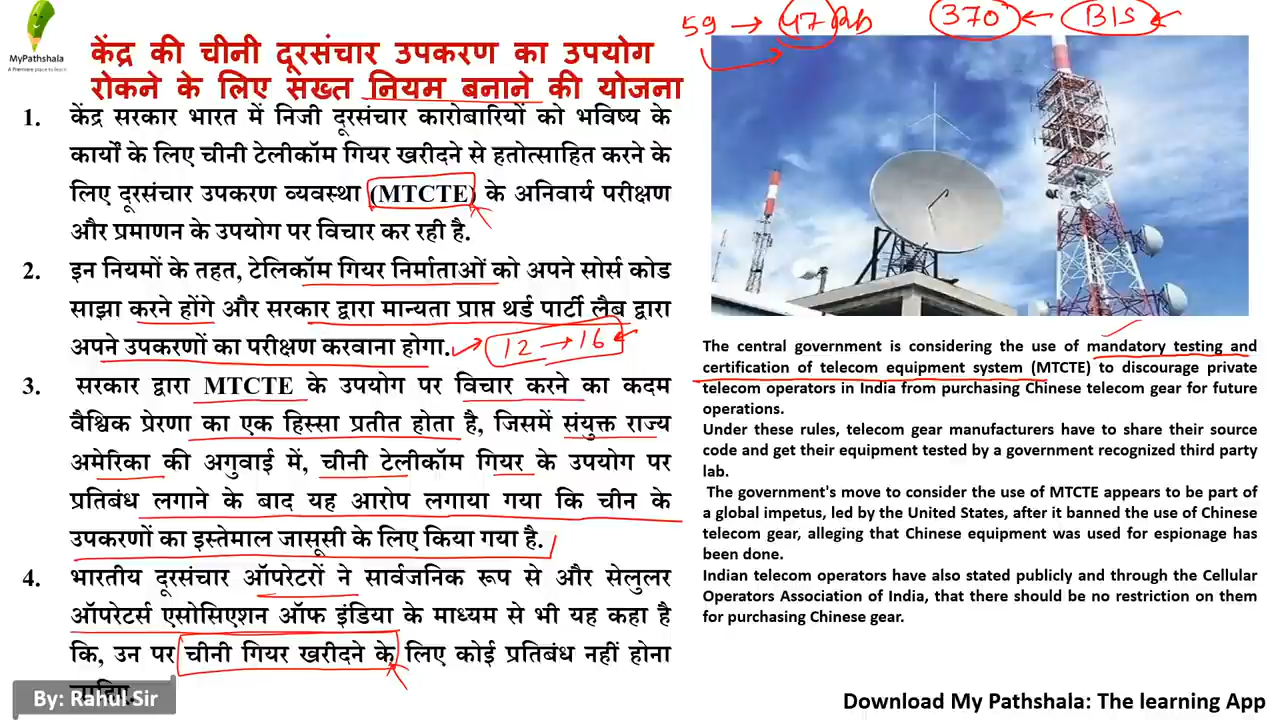 59 → 47 370 ← BIS
MyPathshala
A Premiere place to learn
केंद्र की चीनी दूरसंचार उपकरण का उपयोग
रोकने के लिए सख्त नियम बनाने की योजना
1. केंद्र सरकार भारत में निजी दूरसंचार कारोबारियों को भविष्य के
कार्यों के लिए चीनी टेलीकॉम गियर खरीदने से हतोत्साहित करने के
लिए दूरसंचार उपकरण व्यवस्था (MTCTE) के अनिवार्य परीक्षण
और प्रमाणन के उपयोग पर विचार कर रही है.
2. इन नियमों के तहत, टेलिकॉम गियर निर्माताओं को अपने सोर्स कोड
साझा करने होंगे और सरकार द्वारा मान्यता प्राप्त थर्ड पार्टी लैब द्वारा
अपने उपकरणों का परीक्षण करवाना होगा. 12 → 16
3. सरकार द्वारा MTCTE के उपयोग पर विचार करने का कदम
वैश्विक प्रेरणा का एक हिस्सा प्रतीत होता है, जिसमें संयुक्त राज्य
अमेरिका की अगुवाई में, चीनी टेलीकॉम गियर के उपयोग पर
प्रतिबंध लगाने के बाद यह आरोप लगाया गया कि चीन के
उपकरणों का इस्तेमाल जासूसी के लिए किया गया है.
4. भारतीय दूरसंचार ऑपरेटरों ने सार्वजनिक रूप से और सेलुलर
ऑपरेटर्स एसोसिएशन ऑफ इंडिया के माध्यम से भी यह कहा है
कि, उन पर चीनी गियर खरीदने के लिए कोई प्रतिबंध नहीं होना
By: Rahul Sir
The central government is considering the use of mandatory testing and
certification of telecom equipment system (MTCTE) to discourage private
telecom operators in India from purchasing Chinese telecom gear for future
operations.
Under these rules, telecom gear manufacturers have to share their source
code and get their equipment tested by a government recognized third party
lab.
The government's move to consider the use of MTCTE appears to be part of
a global impetus, led by the United States, after it banned the use of Chinese
telecom gear, alleging that Chinese equipment was used for espionage has
been done.
Indian telecom operators have also stated publicly and through the Cellular
Operators Association of India, that there should be no restriction on them
for purchasing Chinese gear.
Download My Pathshala: The learning App